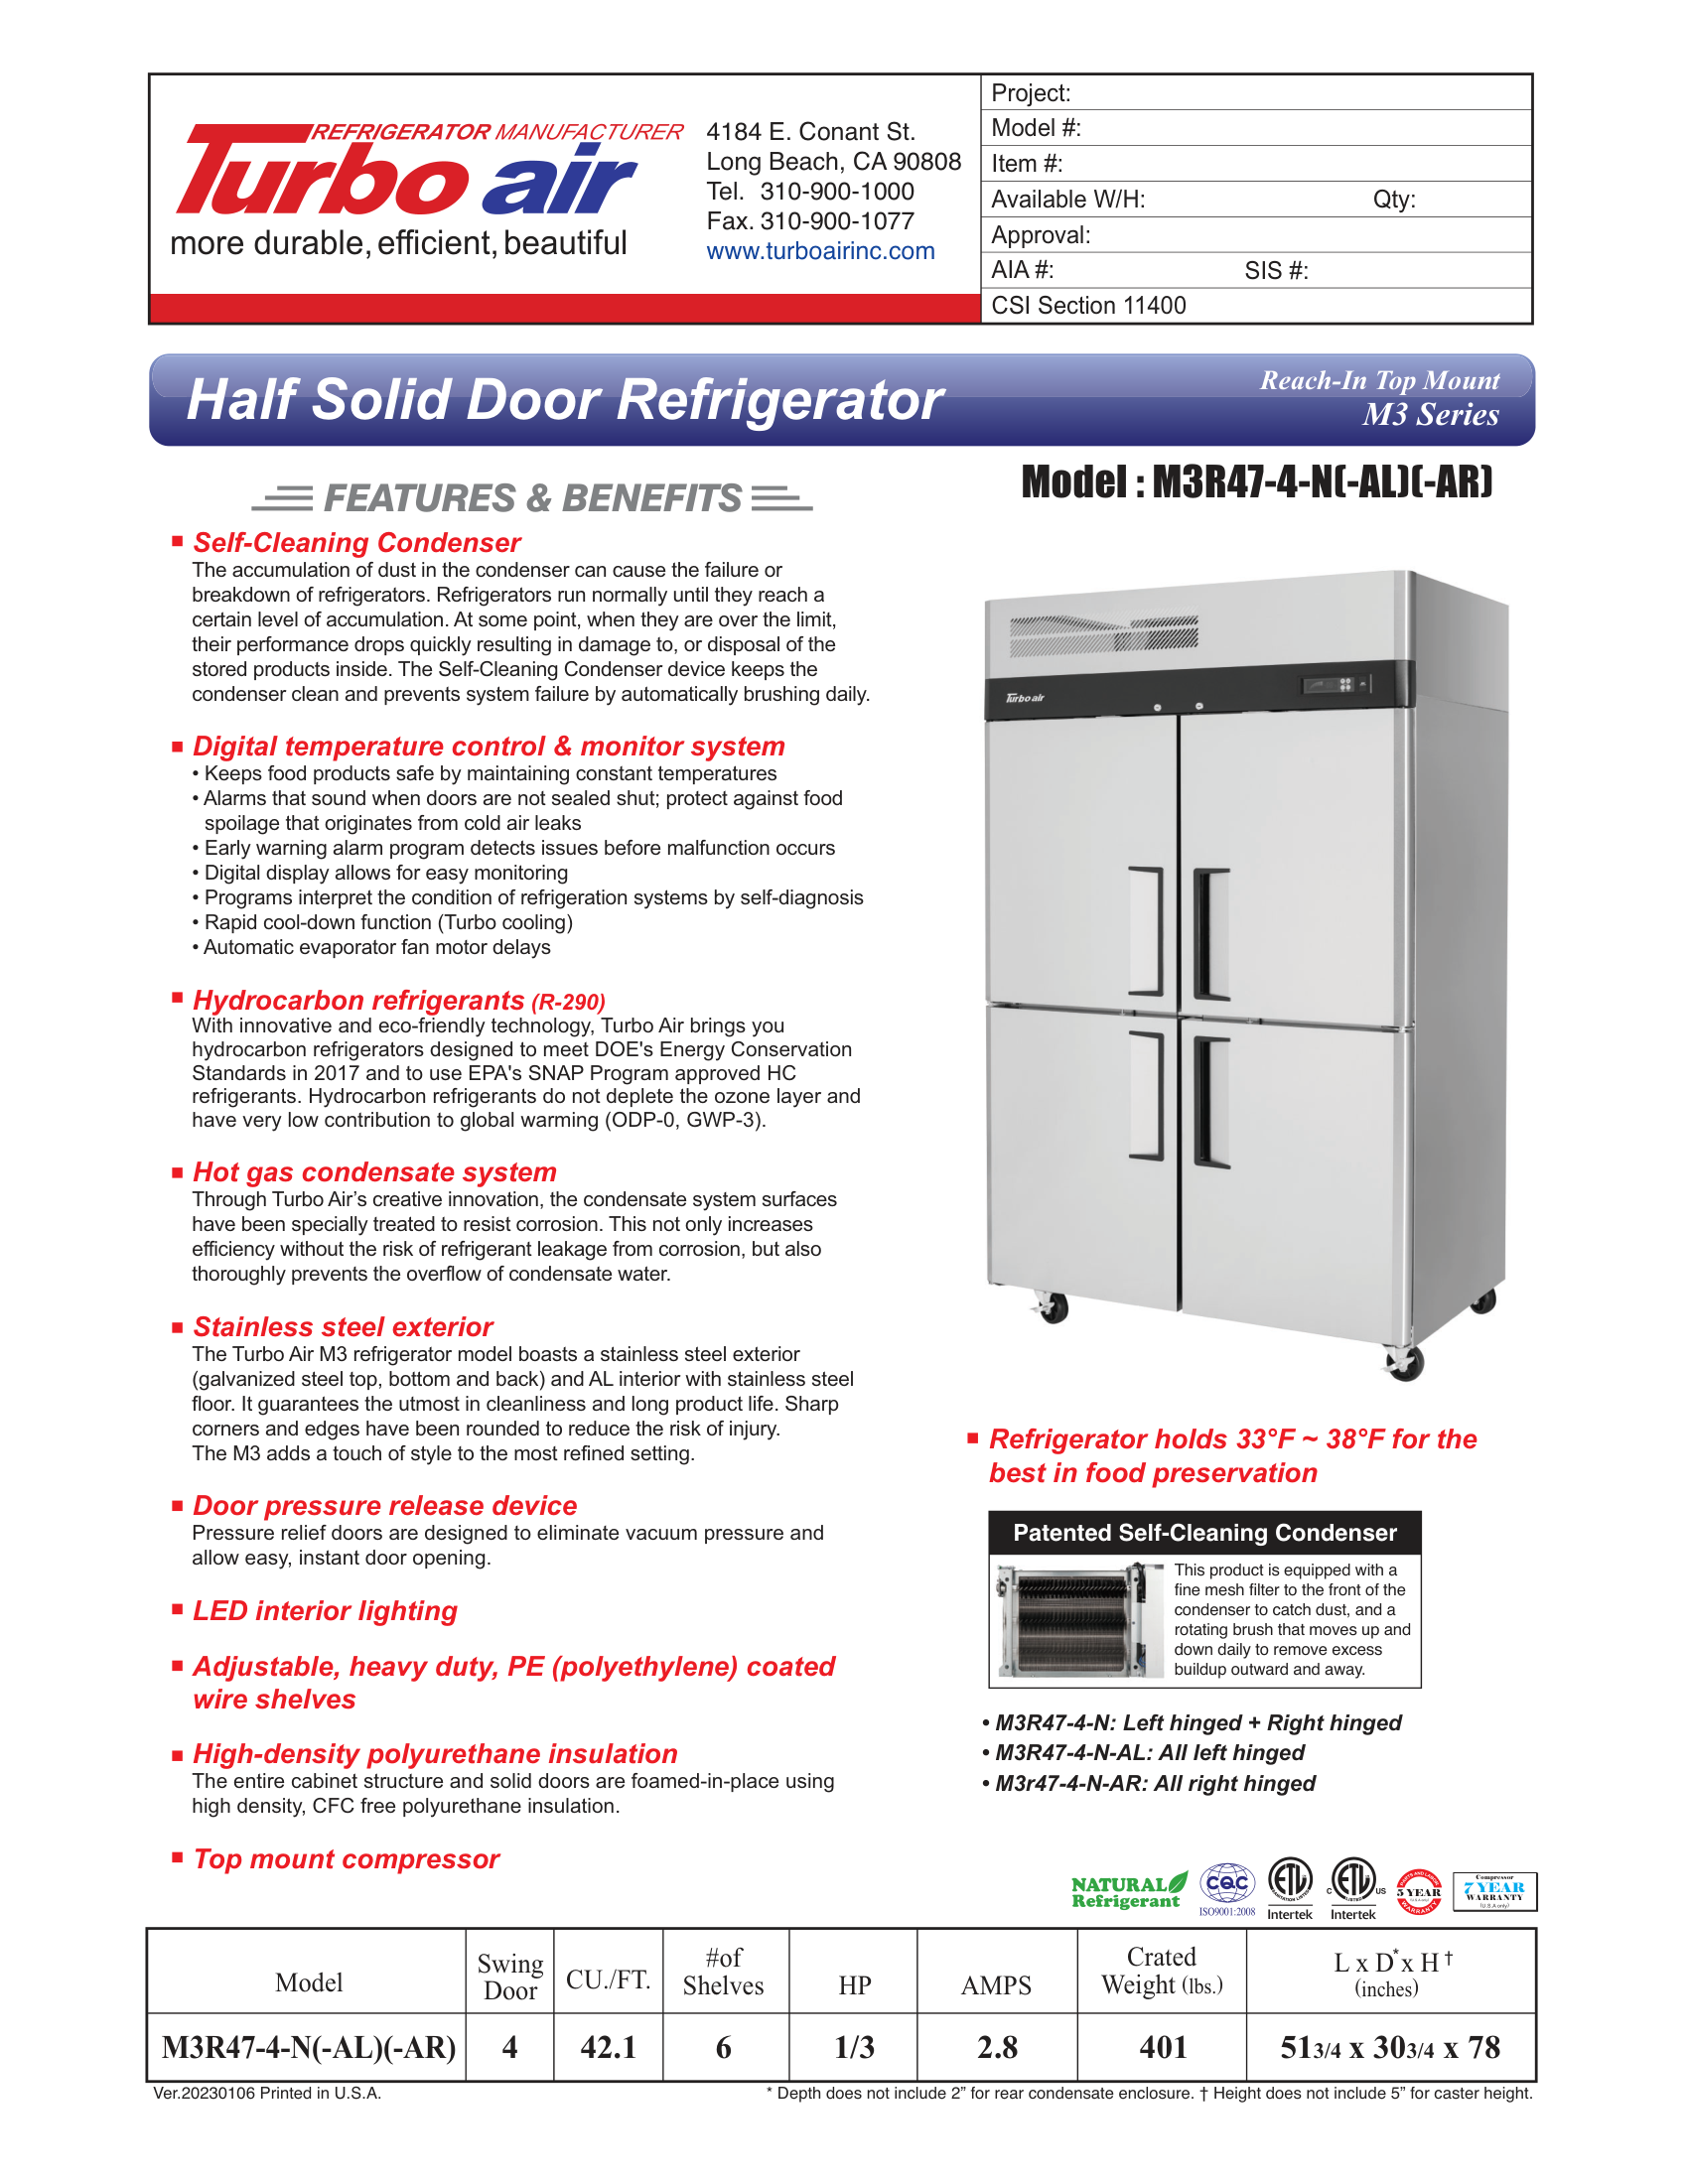 REFRIGERATOR MANUFACTURER
Turbo air
more durable, efficient, beautiful
4184 E. Conant St.
Long Beach, CA 90808
Tel. 310-900-1000
Fax. 310-900-1077
www.turboairinc.com
Project:
Model #:
Item #:
Available W/H: Qty:
Approval:
AIA #: SIS #:
CSI Section 11400
Half Solid Door Refrigerator
Reach-In Top Mount
M3 Series
FEATURES & BENEFITS
Self-Cleaning Condenser
The accumulation of dust in the condenser can cause the failure or
breakdown of refrigerators. Refrigerators run normally until they reach a
certain level of accumulation. At some point, when they are over the limit,
their performance drops quickly resulting in damage to, or disposal of the
stored products inside. The Self-Cleaning Condenser device keeps the
condenser clean and prevents system failure by automatically brushing daily.
Digital temperature control & monitor system
• Keeps food products safe by maintaining constant temperatures
• Alarms that sound when doors are not sealed shut; protect against food
spoilage that originates from cold air leaks
• Early warning alarm program detects issues before malfunction occurs
• Digital display allows for easy monitoring
• Programs interpret the condition of refrigeration systems by self-diagnosis
• Rapid cool-down function (Turbo cooling)
• Automatic evaporator fan motor delays
Hydrocarbon refrigerants (R-290)
With innovative and eco-friendly technology, Turbo Air brings you
hydrocarbon refrigerators designed to meet DOE's Energy Conservation
Standards in 2017 and to use EPA's SNAP Program approved HC
refrigerants. Hydrocarbon refrigerants do not deplete the ozone layer and
have very low contribution to global warming (ODP-0, GWP-3).
Hot gas condensate system
Through Turbo Air's creative innovation, the condensate system surfaces
have been specially treated to resist corrosion. This not only increases
efficiency without the risk of refrigerant leakage from corrosion, but also
thoroughly prevents the overflow of condensate water.
Stainless steel exterior
The Turbo Air M3 refrigerator model boasts a stainless steel exterior
(galvanized steel top, bottom and back) and AL interior with stainless steel
floor. It guarantees the utmost in cleanliness and long product life. Sharp
corners and edges have been rounded to reduce the risk of injury.
The M3 adds a touch of style to the most refined setting.
Door pressure release device
Pressure relief doors are designed to eliminate vacuum pressure and
allow easy, instant door opening.
LED interior lighting
Adjustable, heavy duty, PE (polyethylene) coated
wire shelves
High-density polyurethane insulation
The entire cabinet structure and solid doors are foamed-in-place using
high density, CFC free polyurethane insulation.
Top mount compressor
Model : M3R47-4-N(-AL)(-AR)
Turbo air
Refrigerator holds 33°F ~ 38°F for the
best in food preservation
Patented Self-Cleaning Condenser
This product is equipped with a
fine mesh filter to the front of the
condenser to catch dust, and a
rotating brush that moves up and
down daily to remove excess
buildup outward and away.
• M3R47-4-N: Left hinged + Right hinged
• M3R47-4-N-AL: All left hinged
• M3r47-4-N-AR: All right hinged
NATURAL
Refrigerant
CQC
ISO9001:2008
ETL
SANITATION LISTED
Intertek
C ETL US
LISTED
Intertek
PARTS AND LABOR
5 YEAR
WARRANTY
Compressor
7 YEAR
WARRANTY
(U.S.A only)
Model Swing Door CU./FT. #of Shelves HP AMPS Crated Weight (lbs.) L x D* x H † (inches)
M3R47-4-N(-AL)(-AR) 4 42.1 6 1/3 2.8 401 51 3/4 x 30 3/4 x 78
Ver.20230106 Printed in U.S.A.
* Depth does not include 2” for rear condensate enclosure. † Height does not include 5” for caster height.